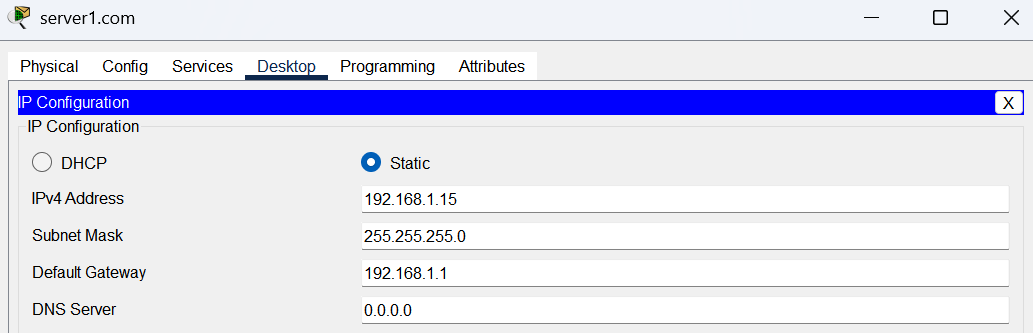 server1.com
Physical Config Services Desktop Programming Attributes
IP Configuration X
IP Configuration
DHCP Static
IPv4 Address 192.168.1.15
Subnet Mask 255.255.255.0
Default Gateway 192.168.1.1
DNS Server 0.0.0.0